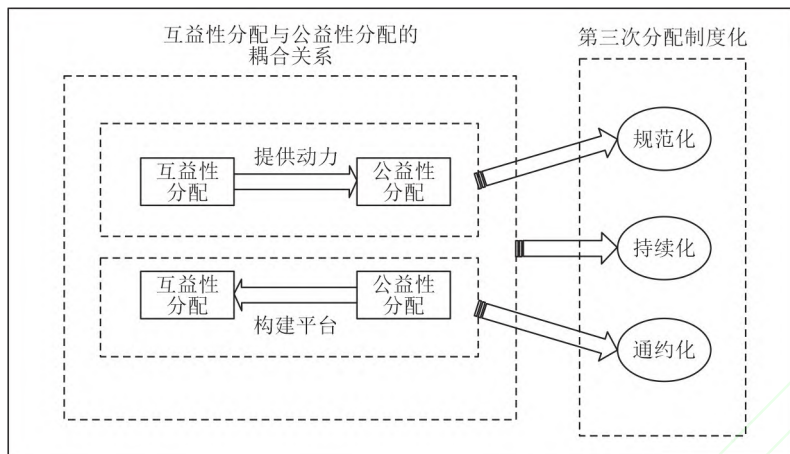 互益性分配与公益性分配的
耦合关系
第三次分配制度化
提供动力
互益性
分配
公益性
分配
规范化
持续化
互益性
分配
公益性
分配
构建平台
通约化